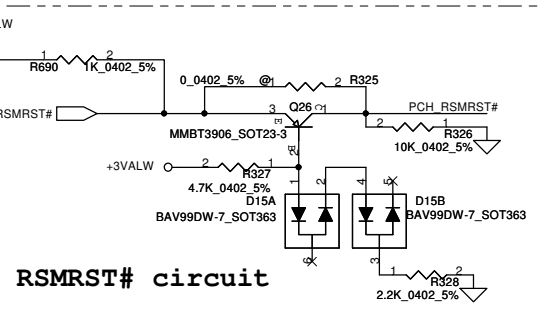 LW
1
2
R690
1K_0402_5%
0_0402_5%
@
1
2
R325
RSMRST#
3
Q26
1
E
C
PCH_RSMRST#
MMBT3906_SOT23-3
B
2
2
1
R326
10K_0402_5%
+3VALW
2
1
R327
4.7K_0402_5%
1
2
4
5
D15A
BAV99DW-7_SOT363
D15B
BAV99DW-7_SOT363
6
3
RSMRST# circuit
1
2
R328
2.2K_0402_5%